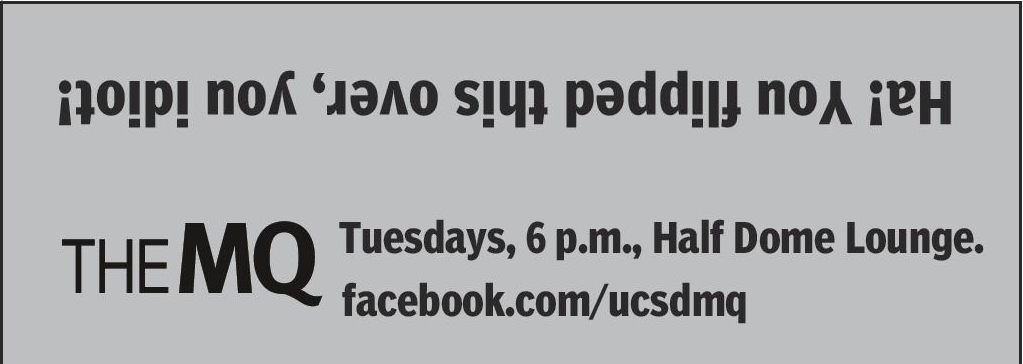 Ha! You flipped this over, you idiot!
THE MQ
Tuesdays, 6 p.m., Half Dome Lounge.
facebook.com/ucsdmq